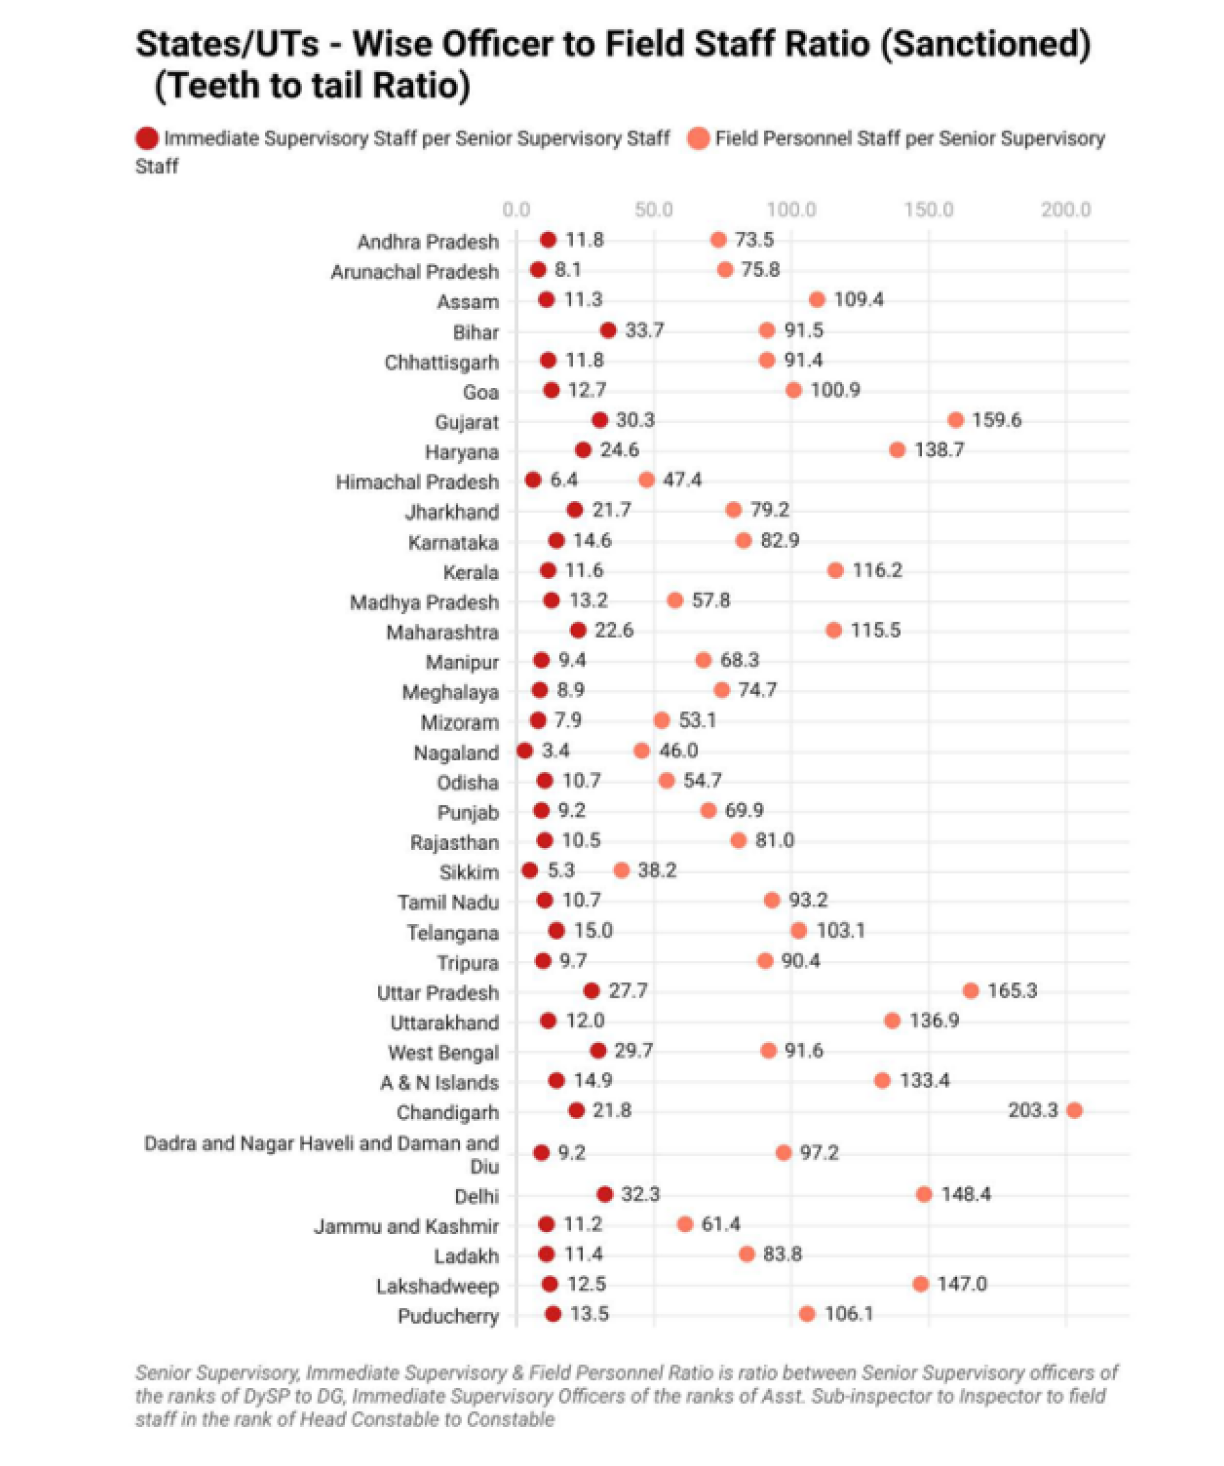 States/UTs - Wise Officer to Field Staff Ratio (Sanctioned)
(Teeth to tail Ratio)
Immediate Supervisory Staff per Senior Supervisory Staff Field Personnel Staff per Senior Supervisory
Staff
0.0 50.0 100.0 150.0 200.0
Andhra Pradesh 11.8 73.5
Arunachal Pradesh 8.1 75.8
Assam 11.3 109.4
Bihar 33.7 91.5
Chhattisgarh 11.8 91.4
Goa 12.7 100.9
Gujarat 30.3 159.6
Haryana 24.6 138.7
Himachal Pradesh 6.4 47.4
Jharkhand 21.7 79.2
Karnataka 14.6 82.9
Kerala 11.6 116.2
Madhya Pradesh 13.2 57.8
Maharashtra 22.6 115.5
Manipur 9.4 68.3
Meghalaya 8.9 74.7
Mizoram 7.9 53.1
Nagaland 3.4 46.0
Odisha 10.7 54.7
Punjab 9.2 69.9
Rajasthan 10.5 81.0
Sikkim 5.3 38.2
Tamil Nadu 10.7 93.2
Telangana 15.0 103.1
Tripura 9.7 90.4
Uttar Pradesh 27.7 165.3
Uttarakhand 12.0 136.9
West Bengal 29.7 91.6
A & N Islands 14.9 133.4
Chandigarh 21.8 203.3
Dadra and Nagar Haveli and Daman and
Diu 9.2 97.2
Delhi 32.3 148.4
Jammu and Kashmir 11.2 61.4
Ladakh 11.4 83.8
Lakshadweep 12.5 147.0
Puducherry 13.5 106.1
Senior Supervisory, Immediate Supervisory & Field Personnel Ratio is ratio between Senior Supervisory officers of
the ranks of DySP to DG, Immediate Supervisory Officers of the ranks of Asst. Sub-inspector to Inspector to field
staff in the rank of Head Constable to Constable